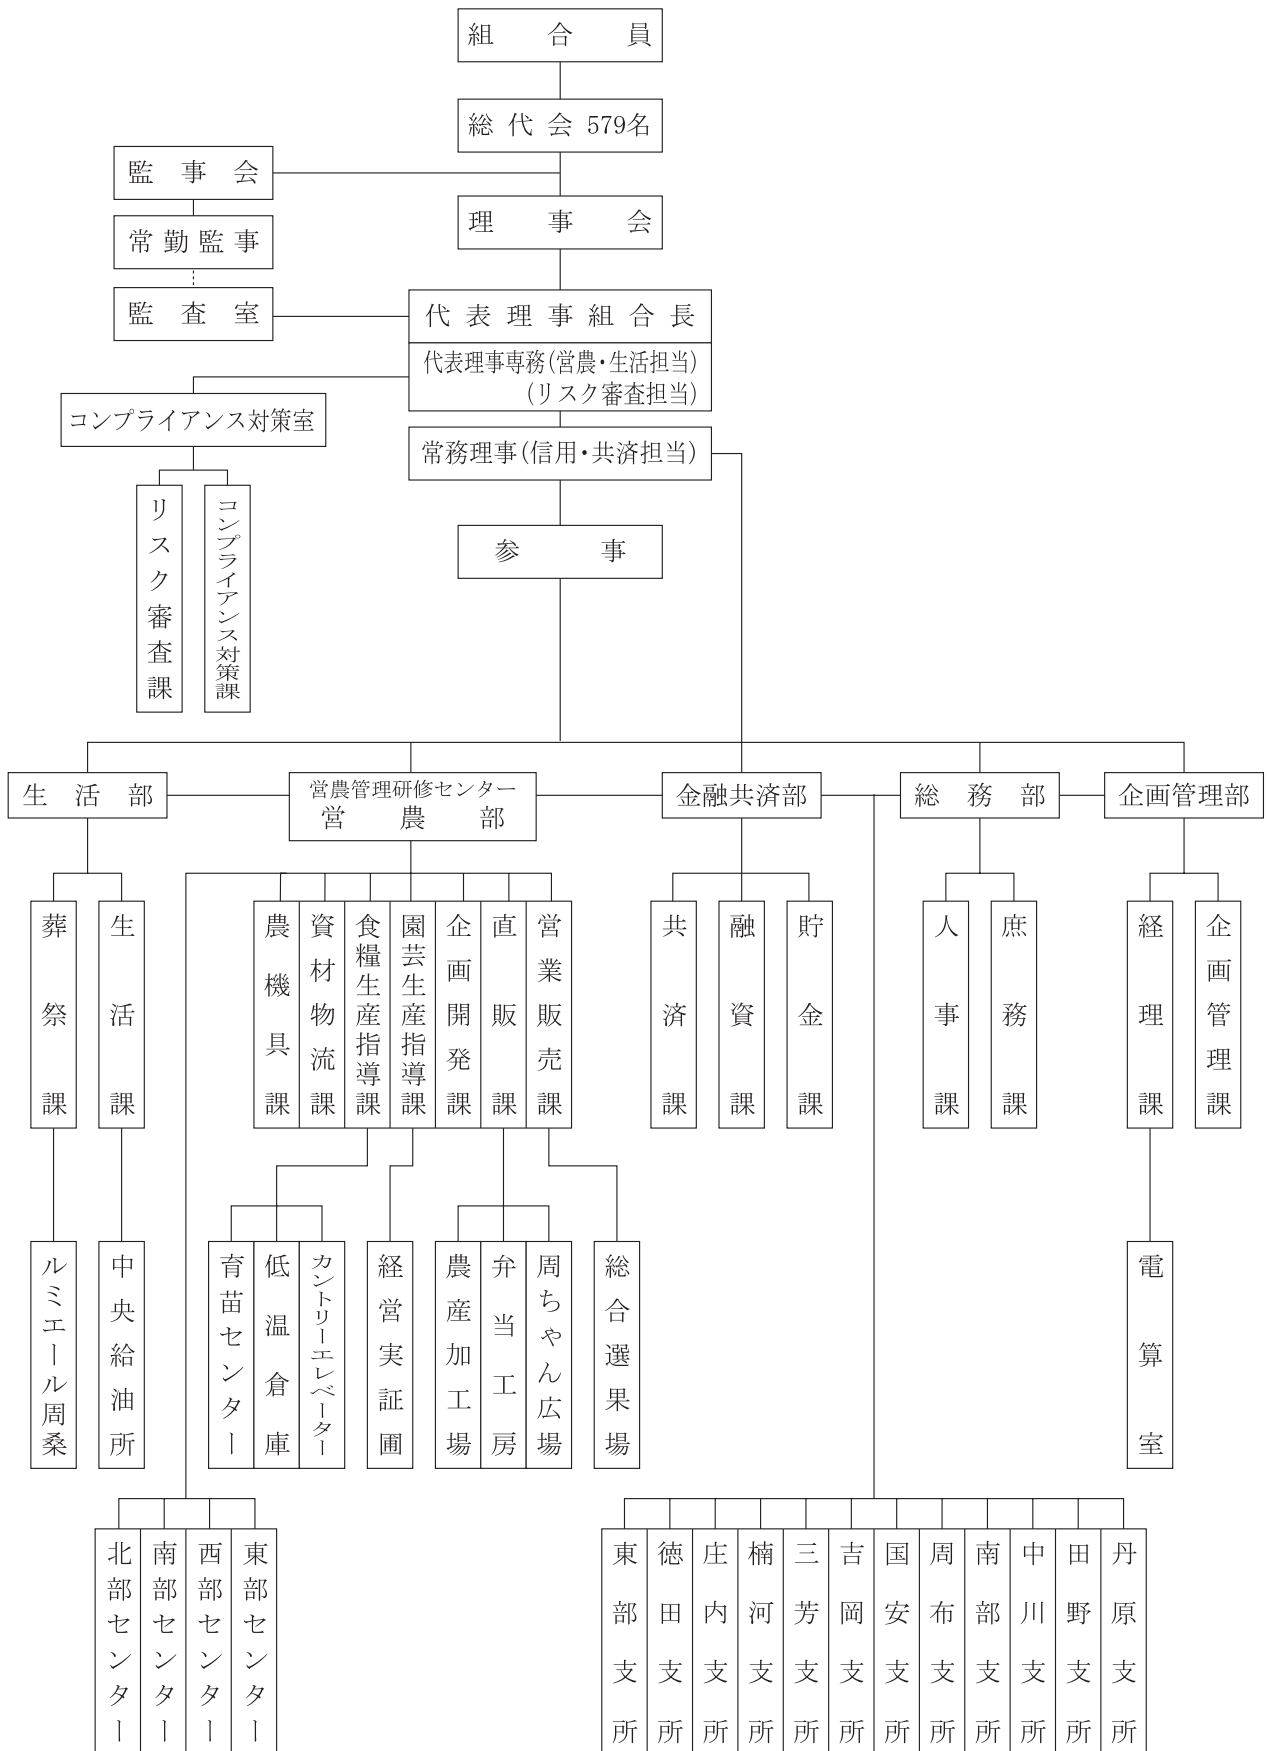 組合員
総代会 579名
監事会
理事会
常勤監事
監査室
代表理事組合長
代表理事専務(営農・生活担当)
(リスク審査担当)
コンプライアンス対策室
常務理事(信用・共済担当)
リスク審査課
コンプライアンス対策課
参事
生活部
営農管理研修センター
営農部
金融共済部
総務部
企画管理部
葬祭課
生活課
農機具課
資材物流課
食糧生産指導課
園芸生産指導課
企画開発課
直販課
営業販売課
共済課
融資課
貯金課
人事課
庶務課
経理課
企画管理課
ルミエール周桑
中央給油所
育苗センター
低温倉庫
カントリーエレベーター
経営実証圃
農産加工場
弁当工房
周ちゃん広場
総合選果場
電算室
北部センター
南部センター
西部センター
東部センター
東部支所
徳田支所
庄内支所
楠河支所
三芳支所
吉岡支所
国安支所
周布支所
南部支所
中川支所
田野支所
丹原支所